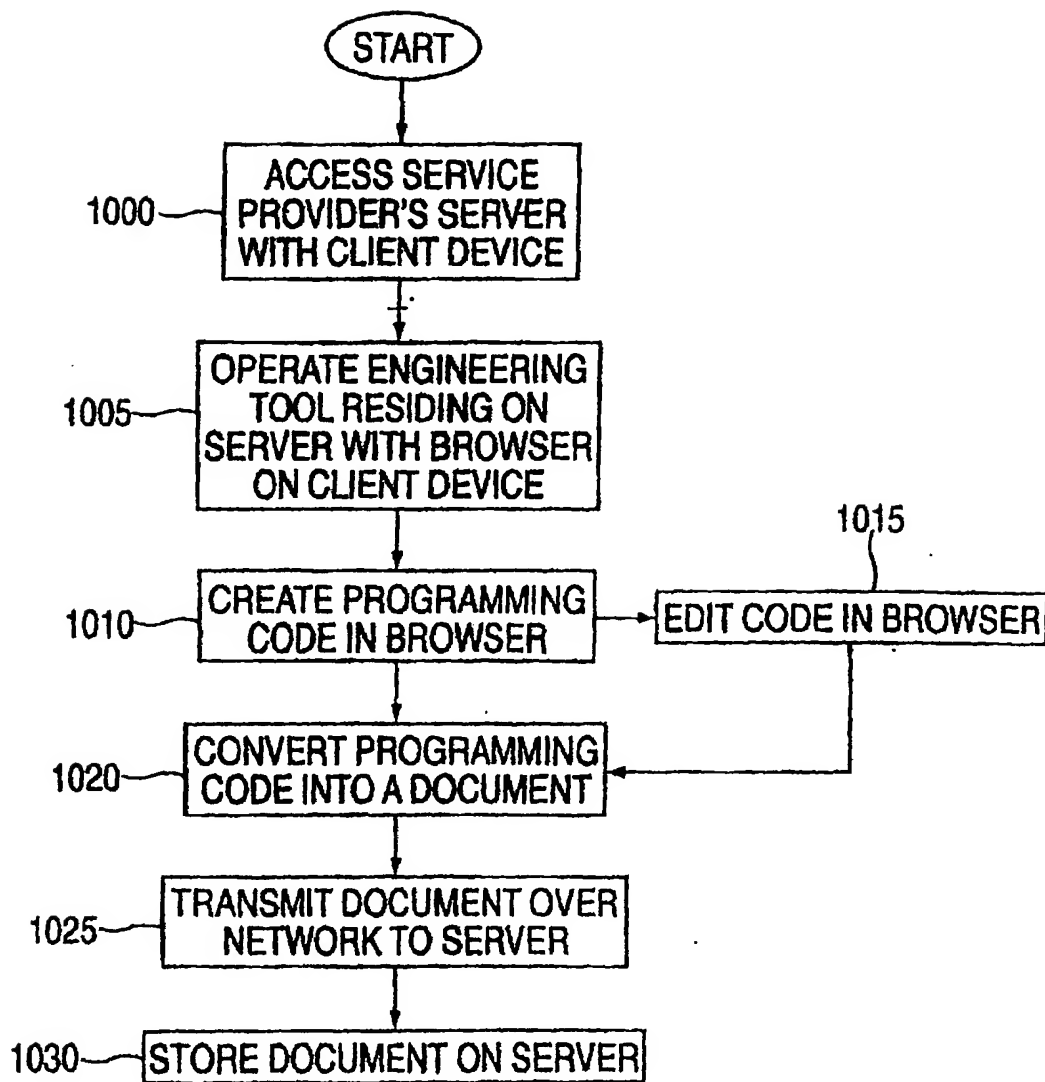 START
ACCESS SERVICE
PROVIDER'S SERVER
WITH CLIENT DEVICE
1000
OPERATE ENGINEERING
TOOL RESIDING ON
SERVER WITH BROWSER
ON CLIENT DEVICE
1005
CREATE PROGRAMMING
CODE IN BROWSER
1010
1015
EDIT CODE IN BROWSER
CONVERT PROGRAMMING
CODE INTO A DOCUMENT
1020
TRANSMIT DOCUMENT OVER
NETWORK TO SERVER
1025
1030
STORE DOCUMENT ON SERVER